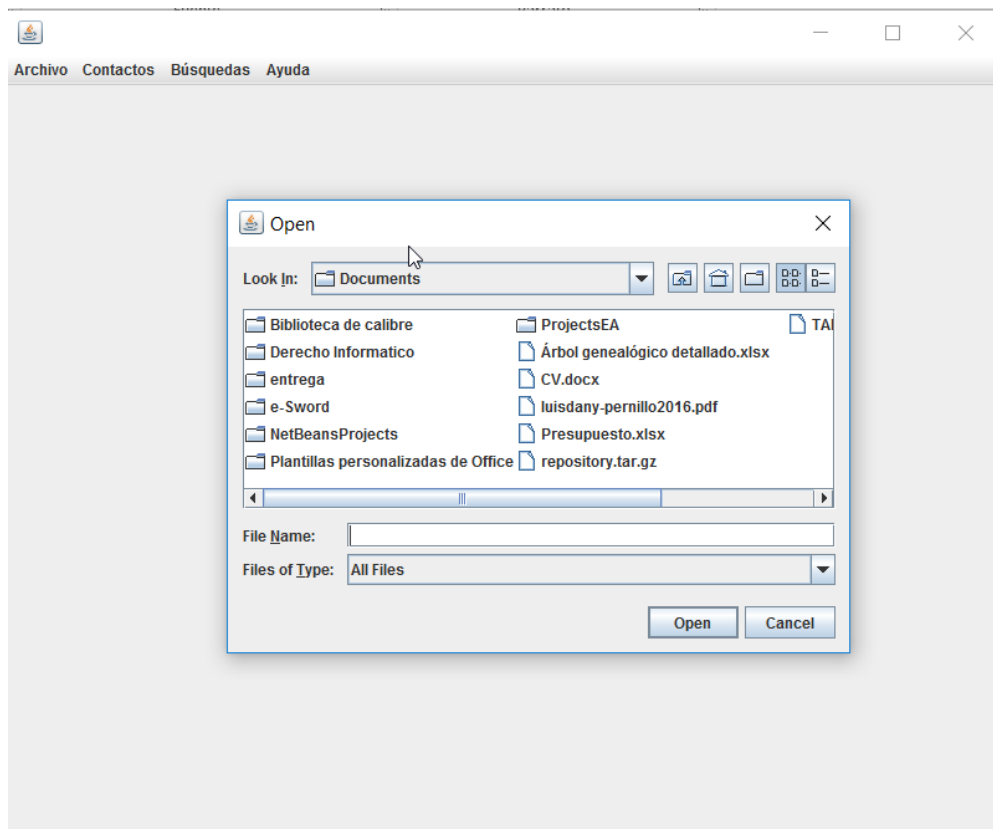 Archivo Contactos Búsquedas Ayuda
Open
Look In: Documents
Biblioteca de calibre
Derecho Informatico
entrega
e-Sword
NetBeansProjects
Plantillas personalizadas de Office
ProjectsEA
Árbol genealógico detallado.xlsx
CV.docx
luisdany-pernillo2016.pdf
Presupuesto.xlsx
repository.tar.gz
File Name:
Files of Type: All Files
Open Cancel